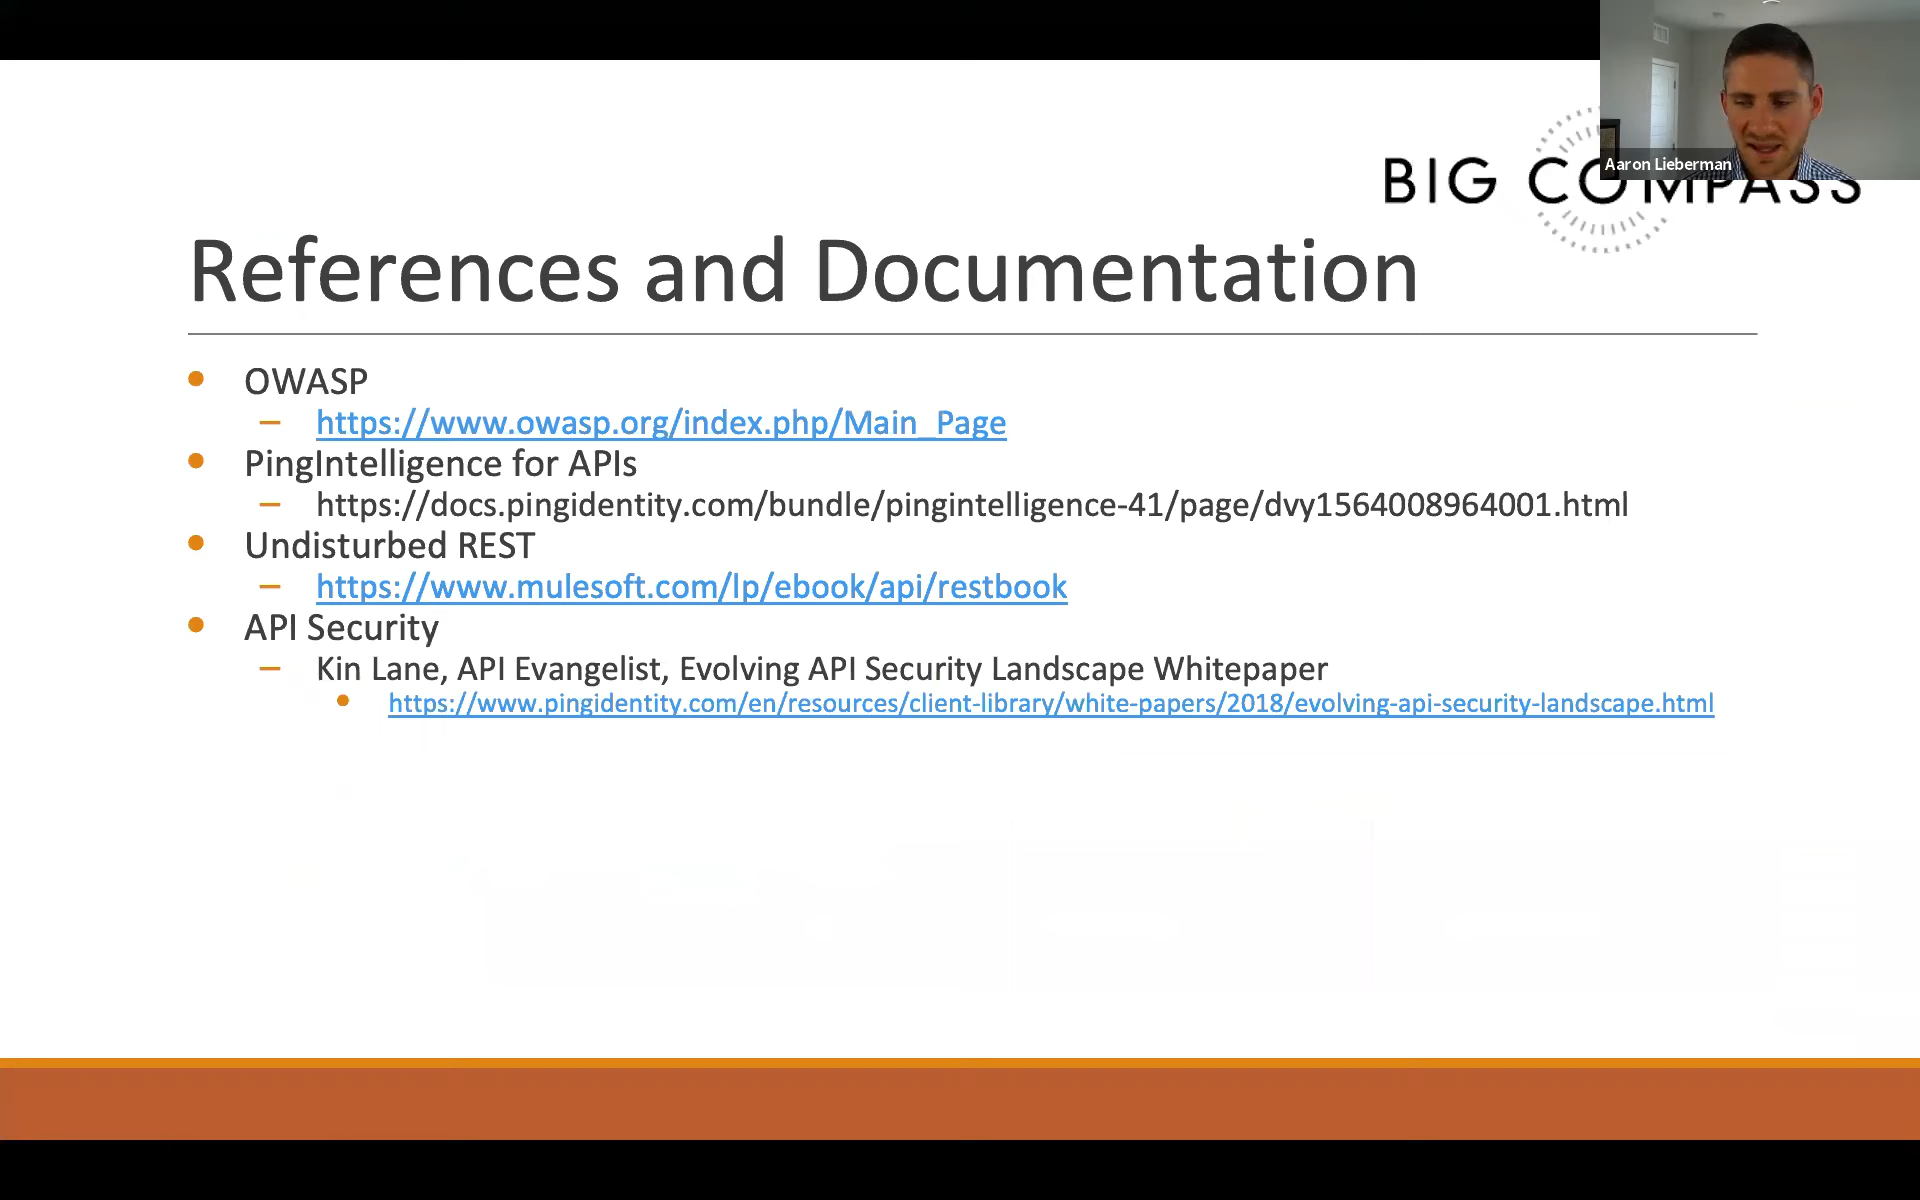 Aaron Lieberman
BIG COMPASS
References and Documentation
OWASP
https://www.owasp.org/index.php/Main_Page
PingIntelligence for APIs
https://docs.pingidentity.com/bundle/pingintelligence-41/page/dvy1564008964001.html
Undisturbed REST
https://www.mulesoft.com/lp/ebook/api/restbook
API Security
Kin Lane, API Evangelist, Evolving API Security Landscape Whitepaper
https://www.pingidentity.com/en/resources/client-library/white-papers/2018/evolving-api-security-landscape.html